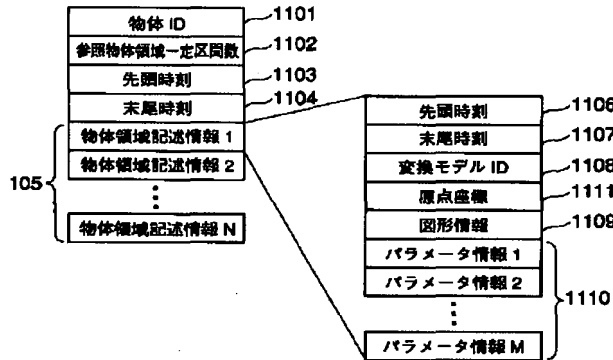 物体 ID
1101
参照物体領域一定区間数
1102
先頭時刻
1103
末尾時刻
1104
物体領域記述情報 1
物体領域記述情報 2
105
物体領域記述情報 N
先頭時刻
1106
末尾時刻
1107
変換モデル ID
1108
原点座標
1111
図形情報
1109
パラメータ情報 1
パラメータ情報 2
1110
パラメータ情報 M